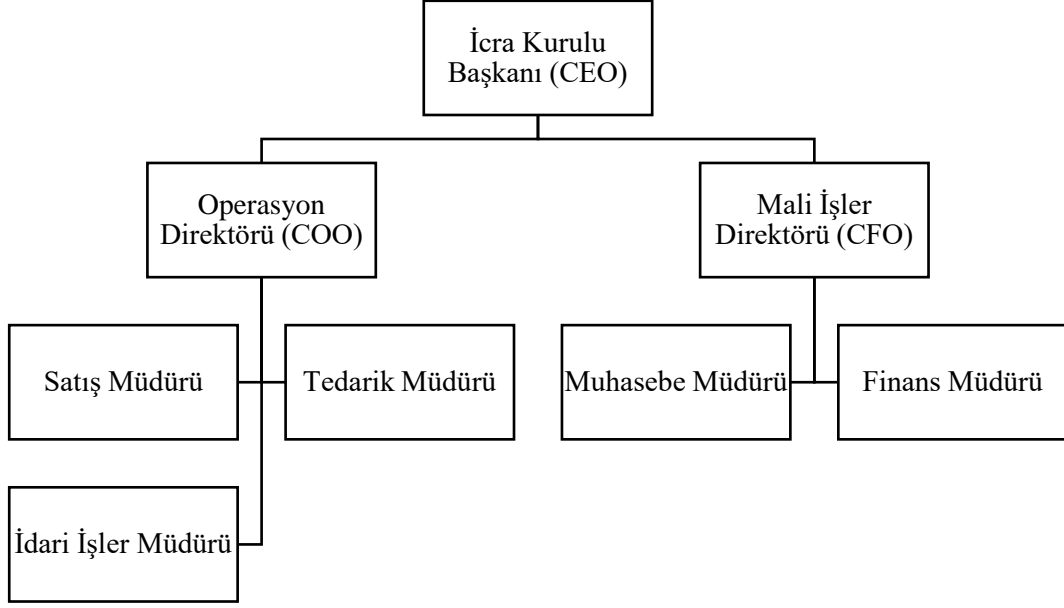 İcra Kurulu
Başkanı (CEO)
Operasyon
Direktörü (COO)
Mali İşler
Direktörü (CFO)
Satış Müdürü
Tedarik Müdürü
Muhasebe Müdürü
Finans Müdürü
İdari İşler Müdürü